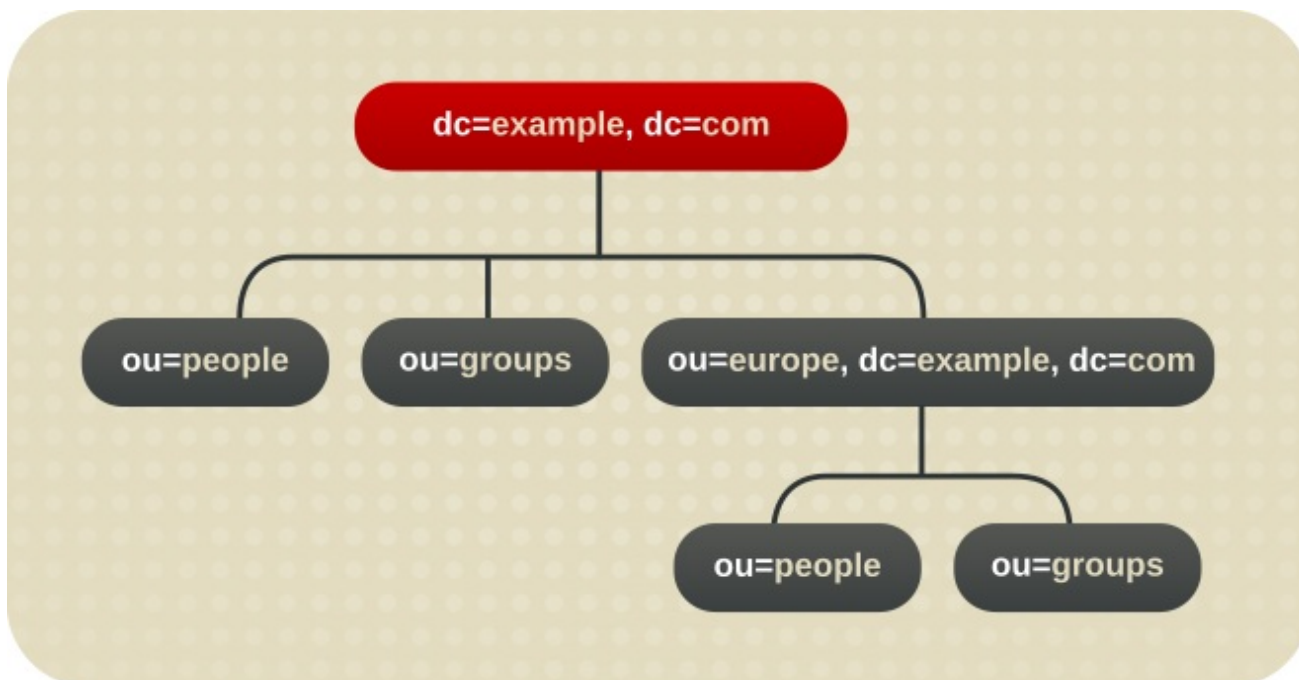 dc=example, dc=com
ou=people
ou=groups
ou=europe, dc=example, dc=com
ou=people
ou=groups